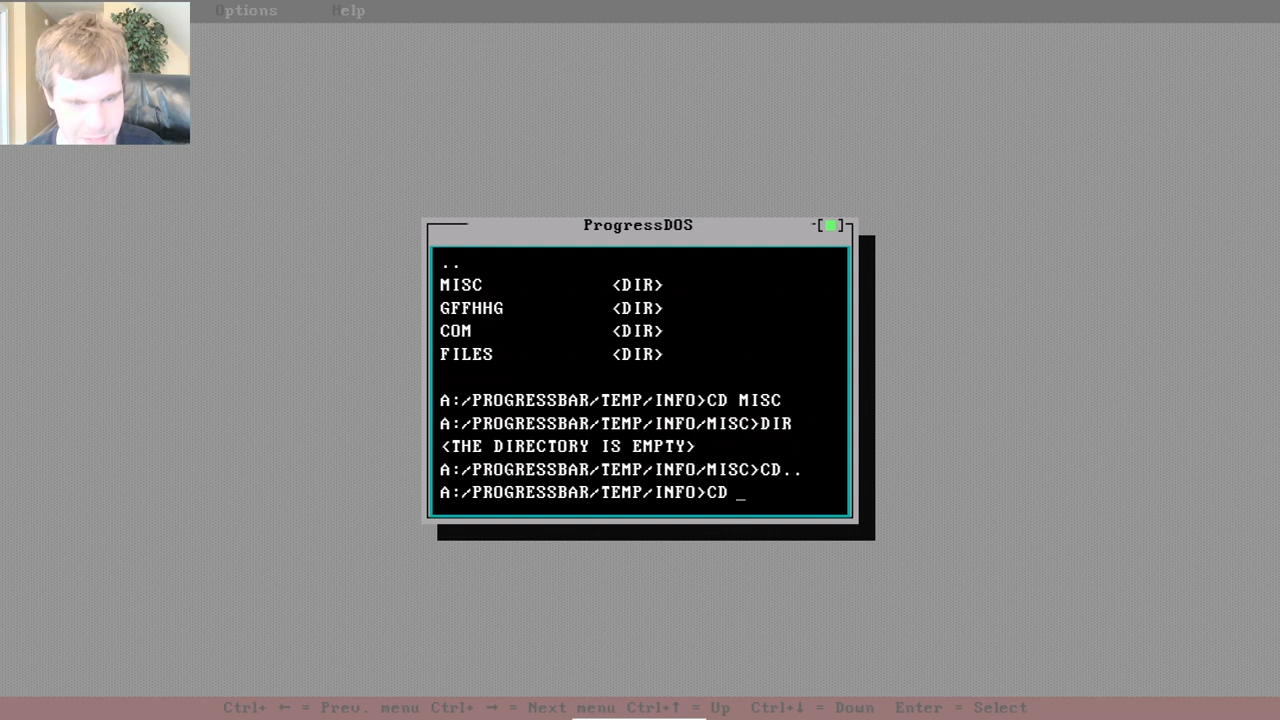 Options Help
ProgressDOS
..
MISC <DIR>
GFFHHG <DIR>
COM <DIR>
FILES <DIR>
A:/PROGRESSBAR/TEMP/INFO>CD MISC
A:/PROGRESSBAR/TEMP/INFO/MISC>DIR
<THE DIRECTORY IS EMPTY>
A:/PROGRESSBAR/TEMP/INFO/MISC>CD..
A:/PROGRESSBAR/TEMP/INFO>CD _
Ctrl+ ← = Prev. menu Ctrl+ → = Next menu Ctrl+↑ = Up Ctrl+↓ = Down Enter = Select